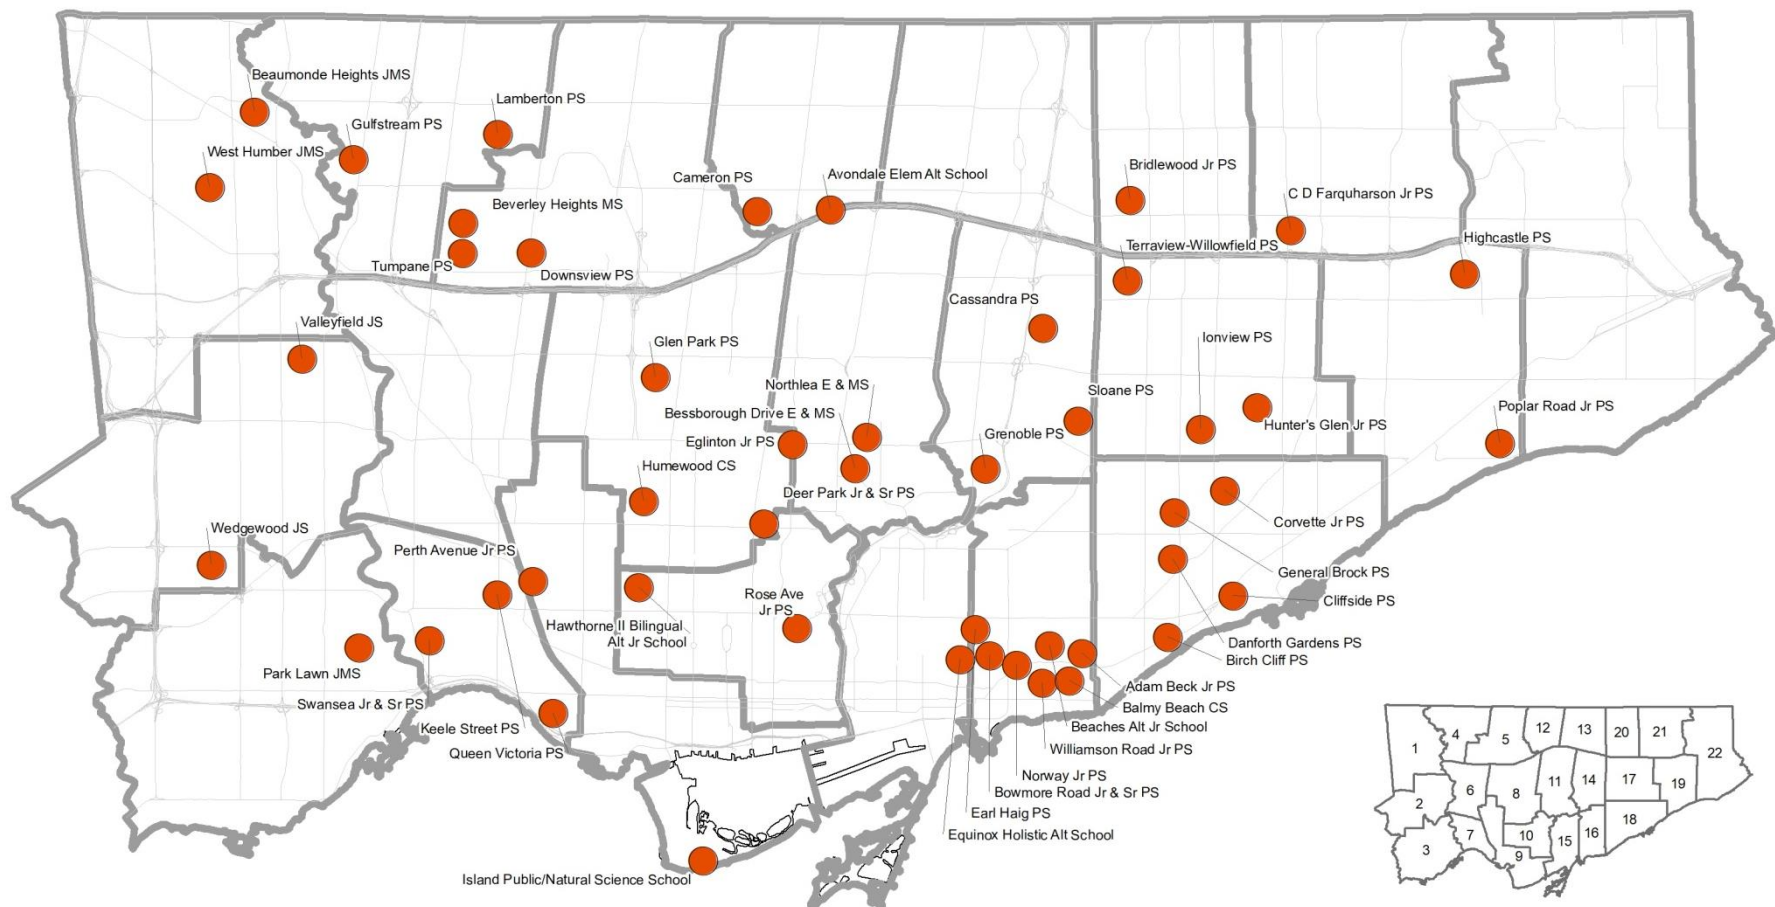 Beaumonde Heights JMS
Lamberton PS
Gulfstream PS
West Humber JMS
Bridlewood Jr PS
Cameron PS
Avondale Elem Alt School
C D Farquharson Jr PS
Beverley Heights MS
Highcastle PS
Terraview-Willowfield PS
Tumpane PS
Downsview PS
Cassandra PS
Valleyfield JS
Ionview PS
Glen Park PS
Northlea E & MS
Sloane PS
Bessborough Drive E & MS
Poplar Road Jr PS
Hunter's Glen Jr PS
Grenoble PS
Eglinton Jr PS
Humewood CS
Deer Park Jr & Sr PS
Corvette Jr PS
Wedgewood JS
Perth Avenue Jr PS
General Brock PS
Rose Ave
Jr PS
Cliffside PS
Hawthorne II Bilingual
Alt Jr School
Danforth Gardens PS
Birch Cliff PS
Park Lawn JMS
Adam Beck Jr PS
Swansea Jr & Sr PS
Balmy Beach CS
Keele Street PS
Beaches Alt Jr School
Queen Victoria PS
Williamson Road Jr PS
Norway Jr PS
Bowmore Road Jr & Sr PS
Earl Haig PS
Equinox Holistic Alt School
Island Public/Natural Science School
4 5 12 13 20 21
1 22
6 8 11 14 17 19
2
7 10 15 16 18
3 9